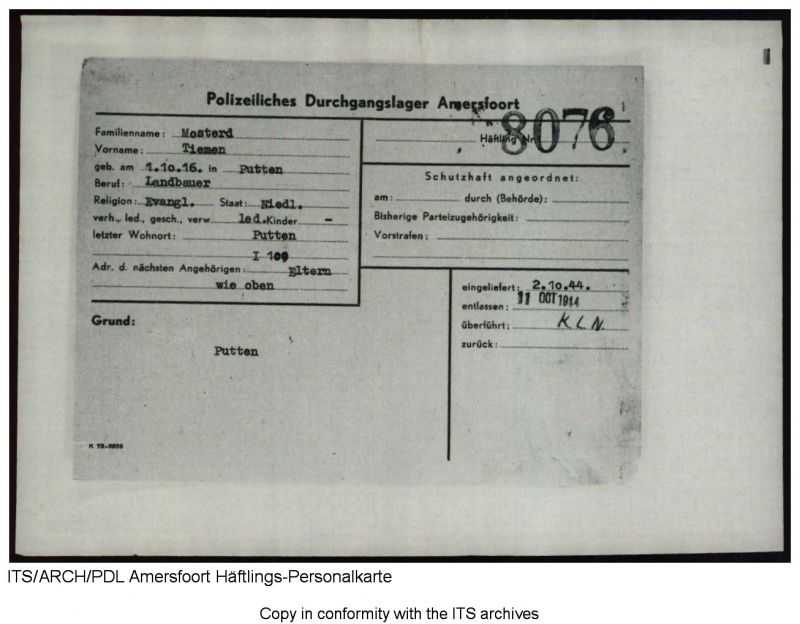 Polizeiliches Durchgangslager Amersfoort
Familienname: Mosterd
Vorname: Tiemen
geb. am 1.10.16. in Putten
Beruf: Landbauer
Religion: Evangl. Staat: Niedl.
verh., led., gesch., verw. led. Kinder -
letzter Wohnort: Putten
I 109
Adr. d. nächsten Angehörigen: Eltern
wie oben
Häftling Nr. 8076
Schutzhaft angeordnet:
am: durch (Behörde):
Bisherige Parteizugehörigkeit:
Vorstrafen:
eingeliefert: 2.10.44.
entlassen: 11 OCT 1944
überführt: K.L.N.
zurück:
Grund:
Putten
ITS/ARCH/PDL Amersfoort Häftlings-Personalkarte
Copy in conformity with the ITS archives